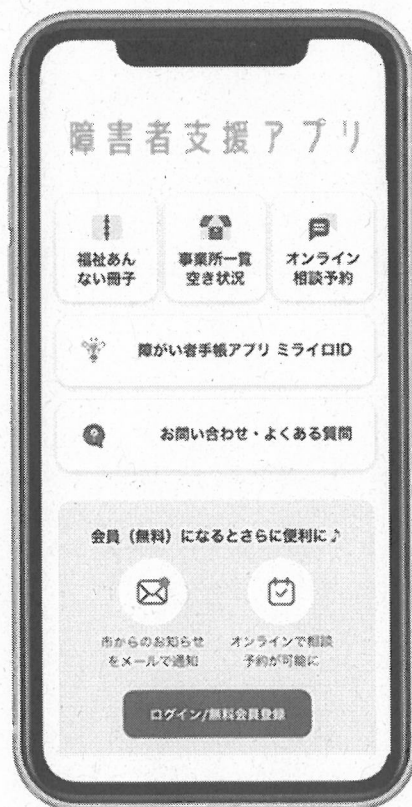 障害者支援アプリ
福祉あん
ない冊子
事業所一覧
空き状況
オンライン
相談予約
障がい者手帳アプリ ミライロID
お問い合わせ・よくある質問
会員（無料）になるとさらに便利に♪
市からのお知らせ
をメールで通知
オンラインで相談
予約が可能に
ログイン/無料会員登録